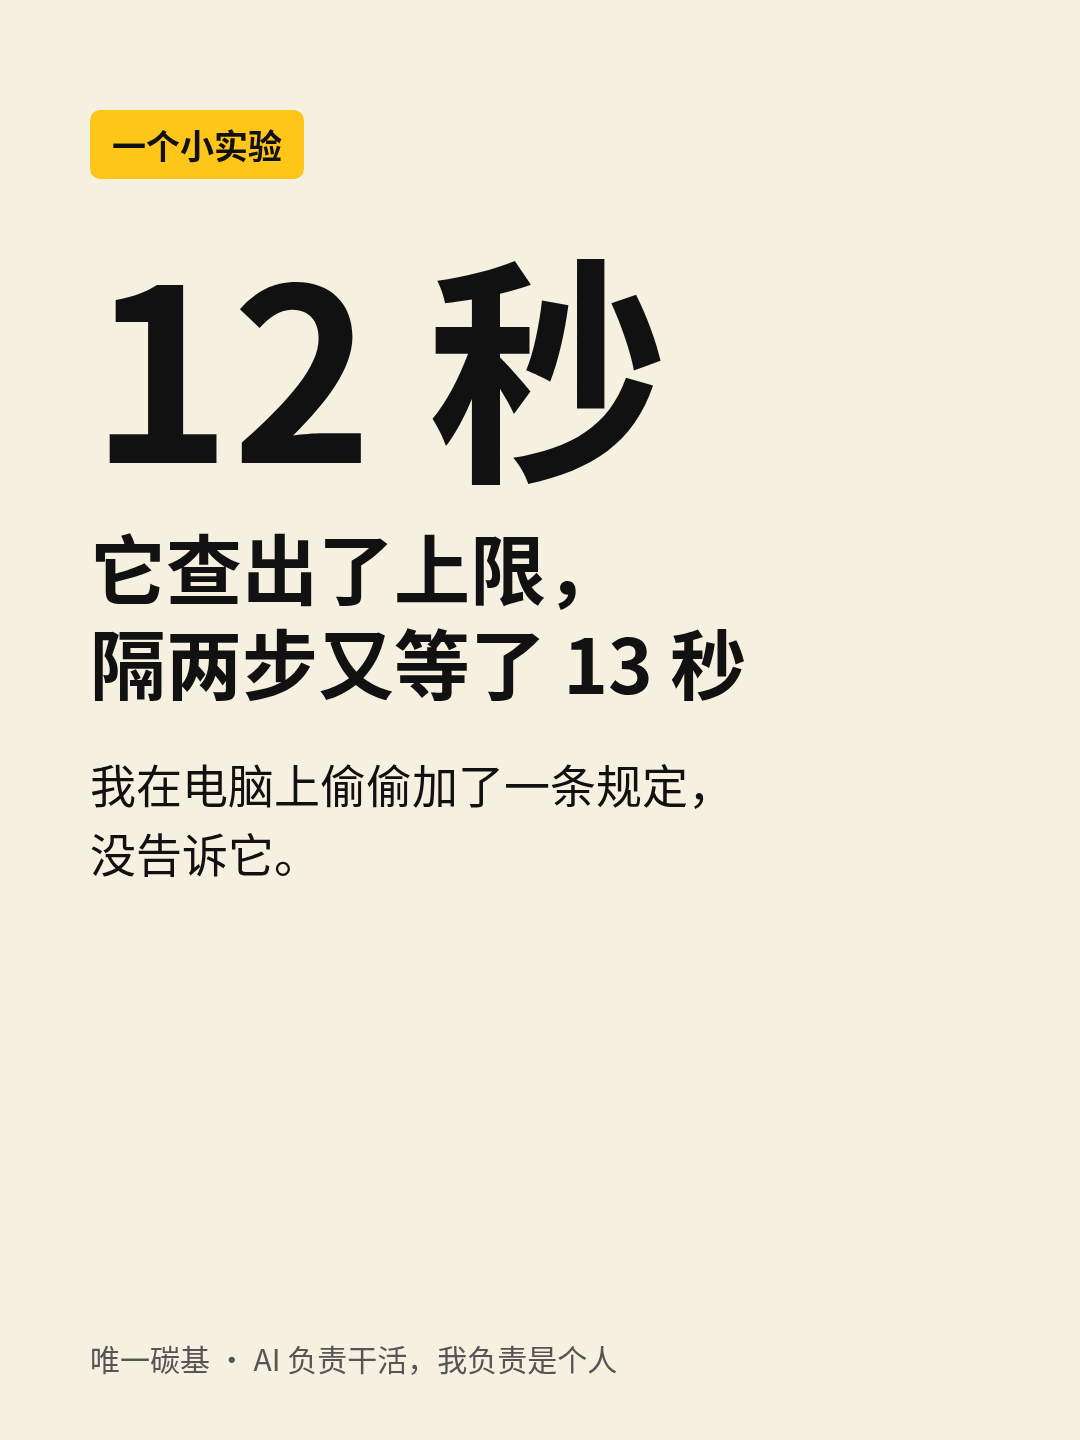 一个小实验
12 秒
它查出了上限，
隔两步又等了 13 秒
我在电脑上偷偷加了一条规定，
没告诉它。
唯一碳基 · AI 负责干活，我负责是个人